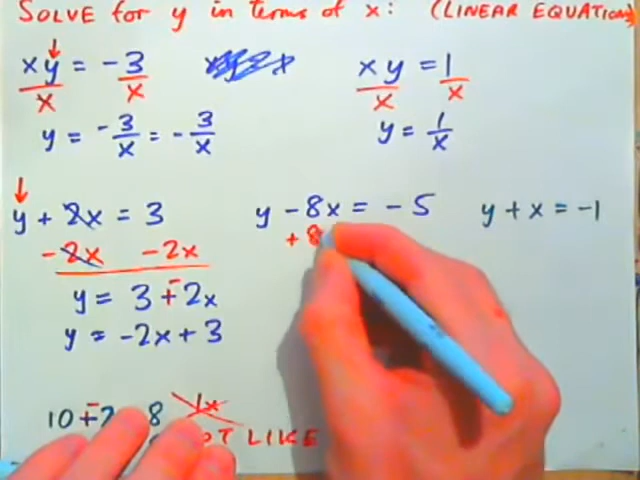 SOLVE for y in terms of x: (LINEAR EQUATIONS)
xy = -3
x x
y = -3/x = -3/x
xy = 1
x x
y = 1/x
y + 2x = 3
-2x -2x
y = 3 + -2x
y = -2x + 3
y - 8x = -5
+ 8
y + x = -1
10 + -2 8 1x
LIKE